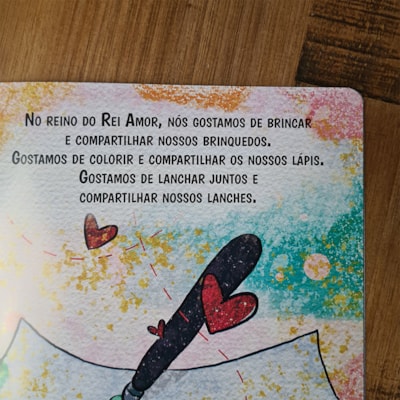 No reino do Rei Amor, nós gostamos de brincar
e compartilhar nossos brinquedos.
Gostamos de colorir e compartilhar os nossos lápis.
Gostamos de lanchar juntos e
compartilhar nossos lanches.